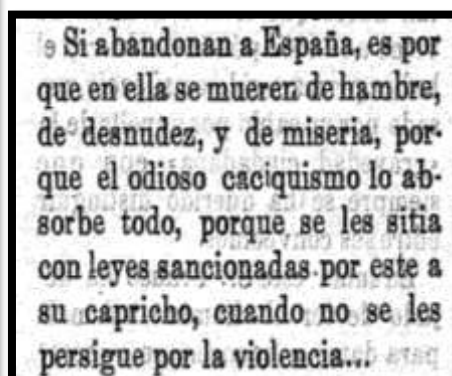 Si abandonan a España, es por
que en ella se mueren de hambre,
de desnudez, y de miseria, por-
que el odioso caciquismo lo ab-
sorbe todo, porque se les sitia
con leyes sancionadas por este a
su capricho, cuando no se les
persigue por la violencia...